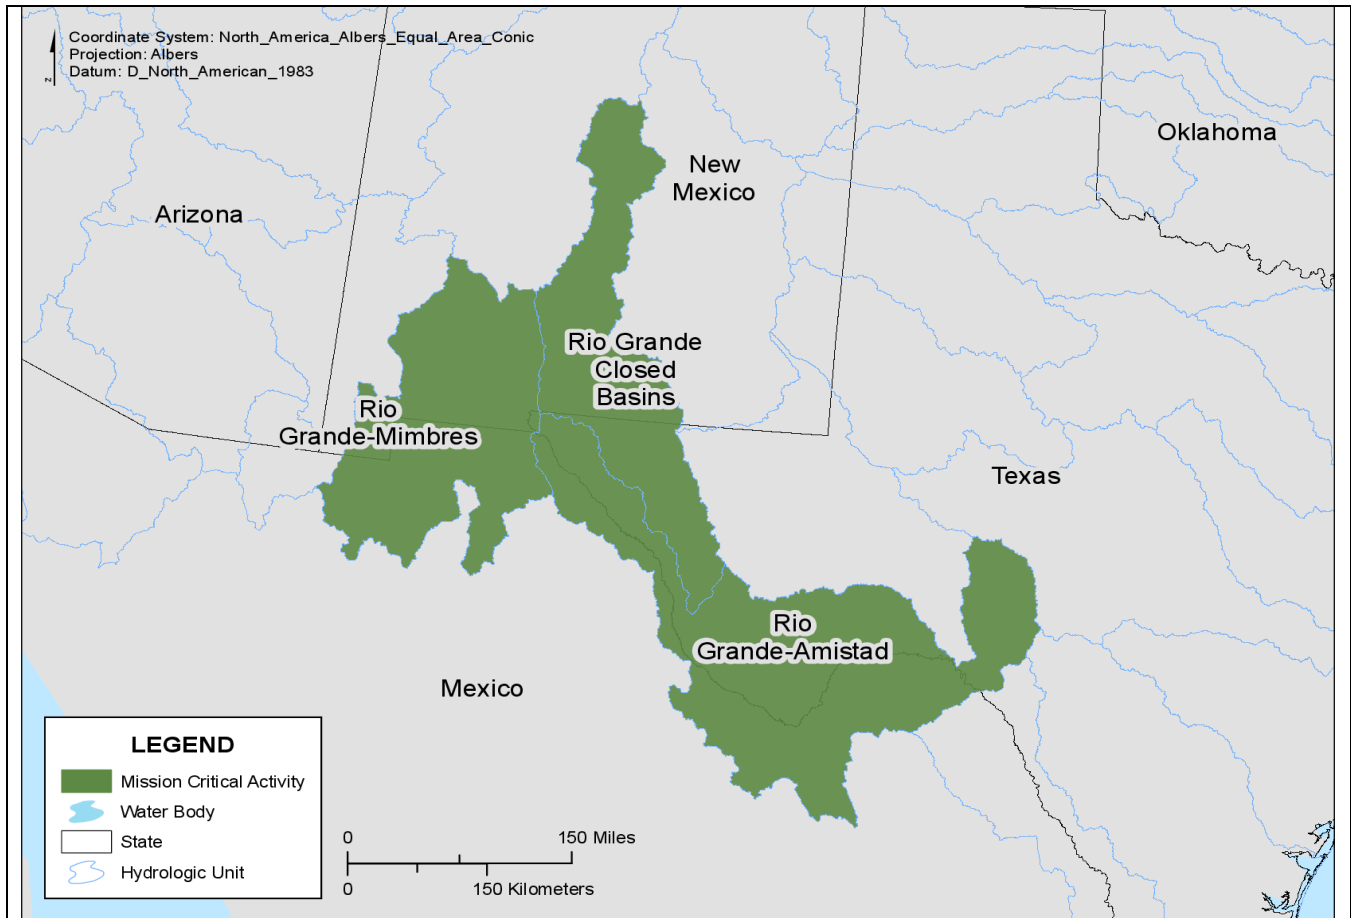 Coordinate System: North_America_Albers_Equal_Area_Conic
Projection: Albers
Datum: D_North_American_1983
N
Oklahoma
New
Mexico
Arizona
Rio Grande
Closed
Basins
Rio
Grande-Mimbres
Texas
Rio
Grande-Amistad
Mexico
LEGEND
Mission Critical Activity
Water Body
State
Hydrologic Unit
0 150 Miles
0 150 Kilometers